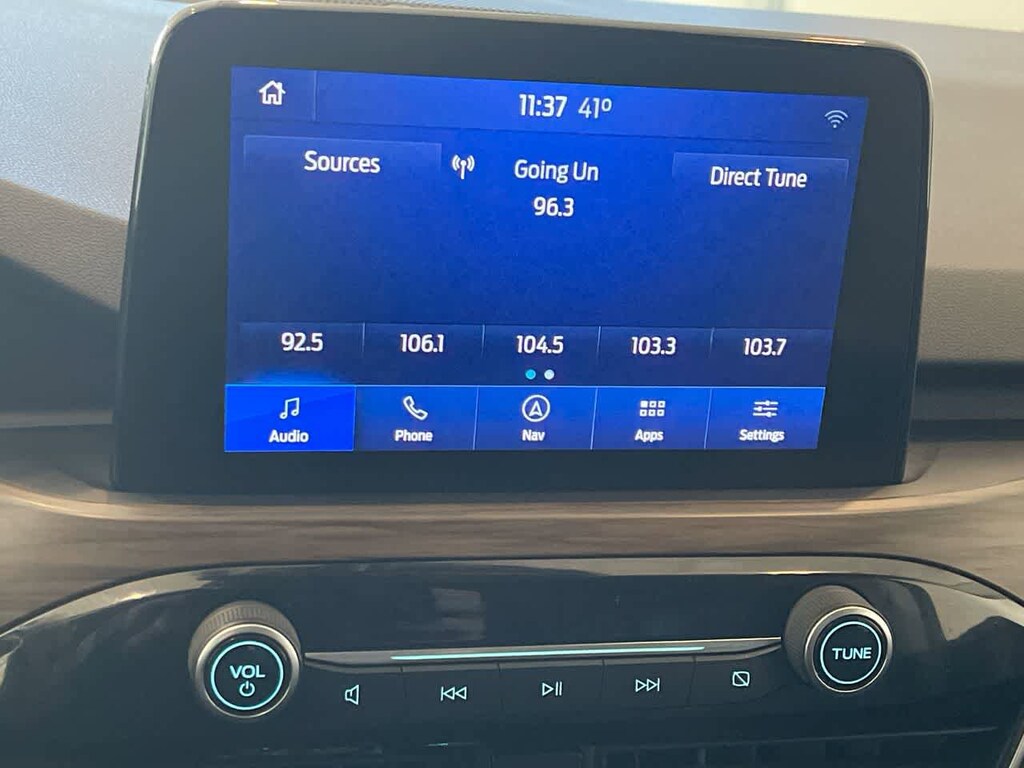 11:37 41°
Sources
Going Un
Direct Tune
96.3
92.5 106.1 104.5 103.3 103.7
Audio Phone Nav Apps Settings
VOL
TUNE